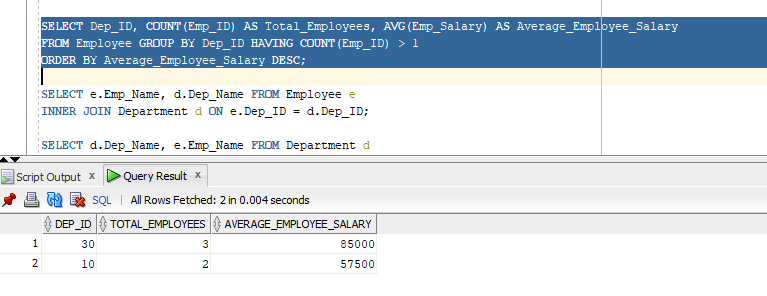 SELECT Dep_ID, COUNT(Emp_ID) AS Total_Employees, AVG(Emp_Salary) AS Average_Employee_Salary
FROM Employee GROUP BY Dep_ID HAVING COUNT(Emp_ID) > 1
ORDER BY Average_Employee_Salary DESC;
SELECT e.Emp_Name, d.Dep_Name FROM Employee e
INNER JOIN Department d ON e.Dep_ID = d.Dep_ID;
SELECT d.Dep_Name, e.Emp_Name FROM Department d
Script Output x Query Result x
SQL | All Rows Fetched: 2 in 0.004 seconds
DEP_ID TOTAL_EMPLOYEES AVERAGE_EMPLOYEE_SALARY
1 30 3 85000
2 10 2 57500